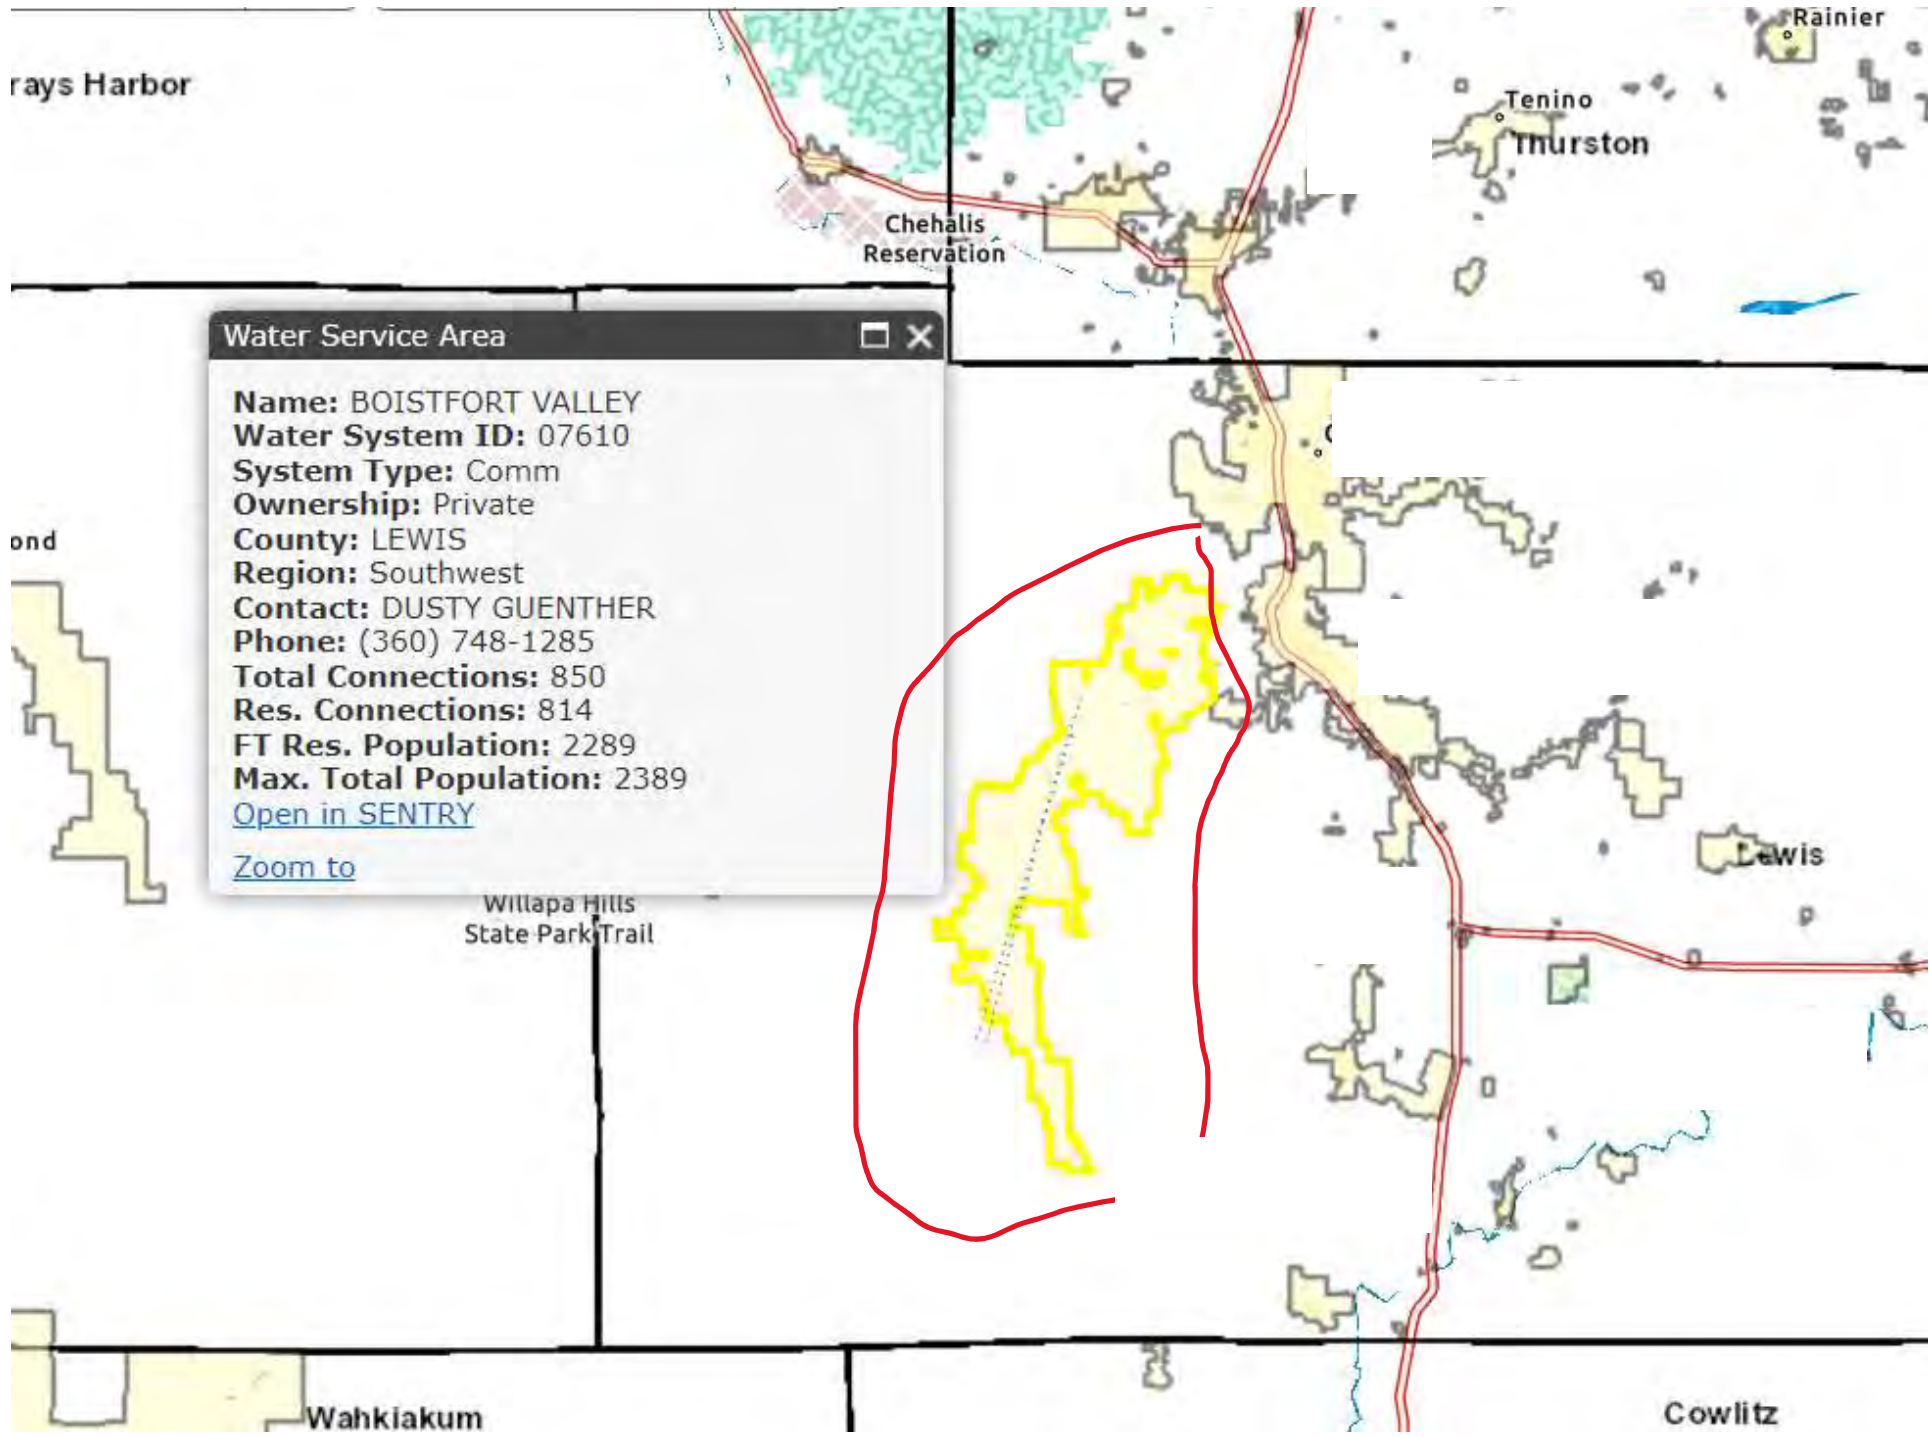 rays Harbor
Rainier
Tenino
Thurston
Chehalis
Reservation
Water Service Area
Name: BOISTFORT VALLEY
Water System ID: 07610
System Type: Comm
Ownership: Private
County: LEWIS
Region: Southwest
Contact: DUSTY GUENTHER
Phone: (360) 748-1285
Total Connections: 850
Res. Connections: 814
FT Res. Population: 2289
Max. Total Population: 2389
Open in SENTRY
Zoom to
ond
Lewis
Willapa Hills
State Park Trail
Wahkiakum
Cowlitz